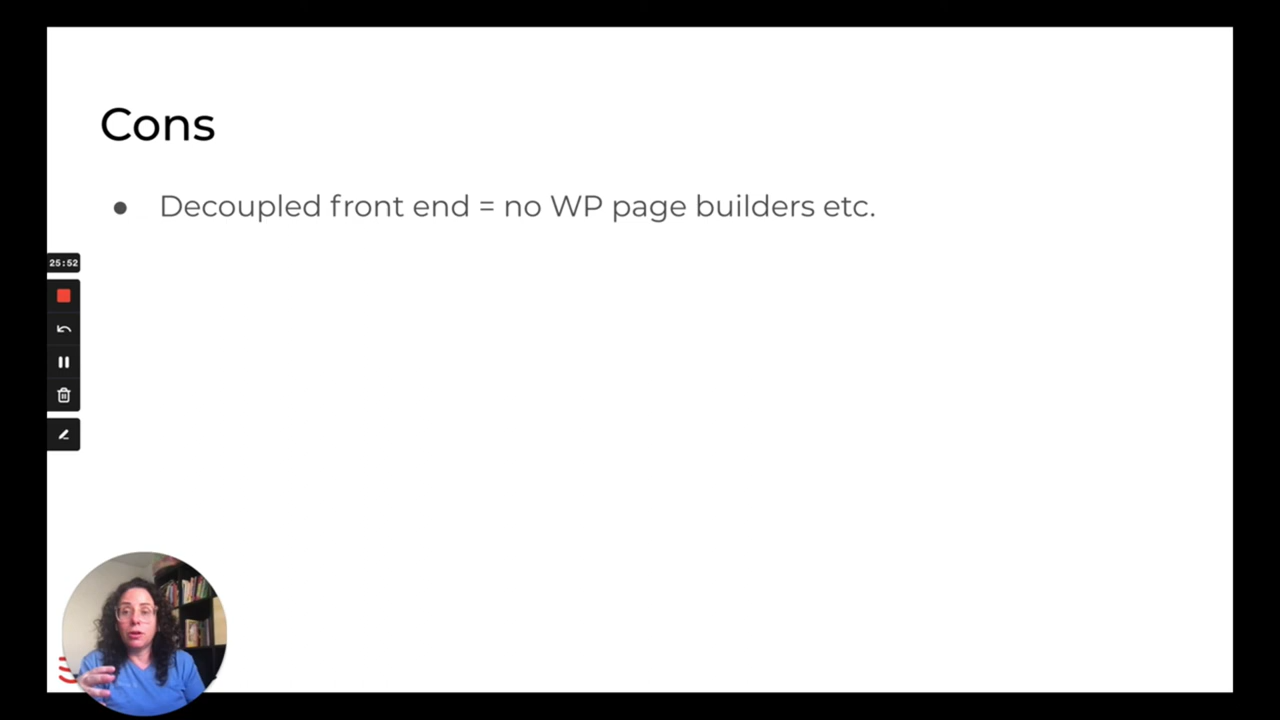 Cons
● Decoupled front end = no WP page builders etc.
25:52